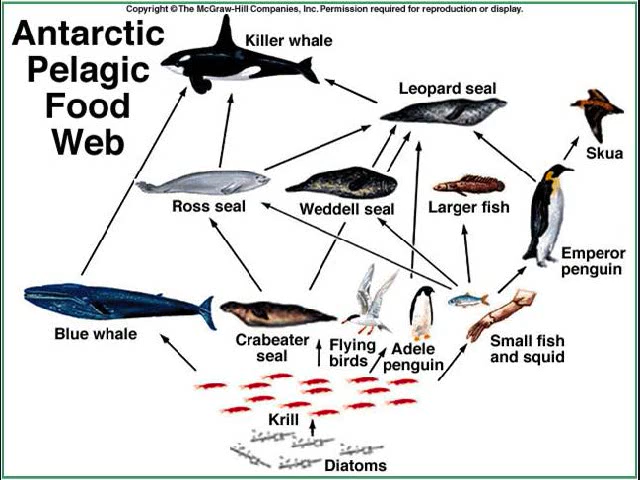 Copyright © The McGraw-Hill Companies, Inc. Permission required for reproduction or display.
Antarctic
Pelagic
Food
Web
Killer whale
Leopard seal
Skua
Ross seal
Weddell seal
Larger fish
Emperor
penguin
Blue whale
Crabeater
seal
Flying
birds
Adele
penguin
Small fish
and squid
Krill
Diatoms